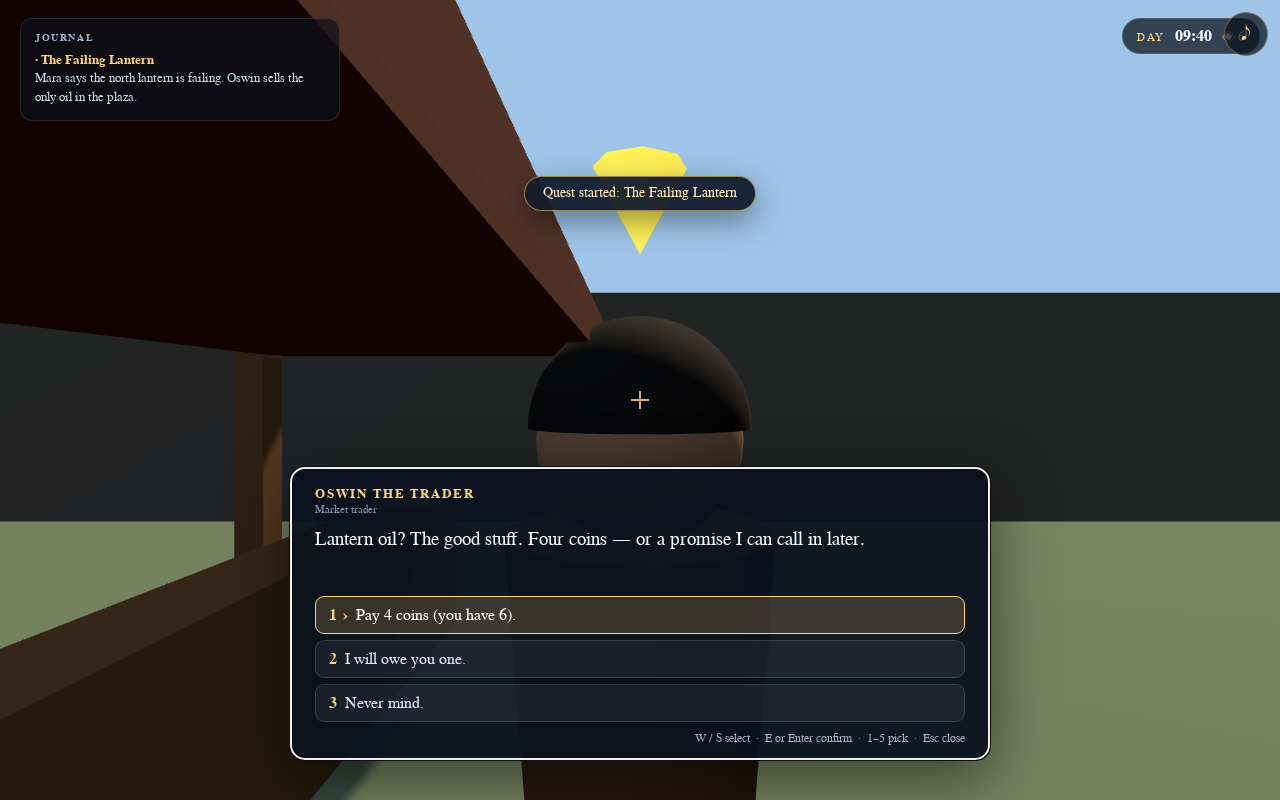 JOURNAL
· The Failing Lantern
Mara says the north lantern is failing. Oswin sells the
only oil in the plaza.
DAY 09:40
Quest started: The Failing Lantern
OSWIN THE TRADER
Market trader
Lantern oil? The good stuff. Four coins — or a promise I can call in later.
1 › Pay 4 coins (you have 6).
2 I will owe you one.
3 Never mind.
W / S select · E or Enter confirm · 1–5 pick · Esc close